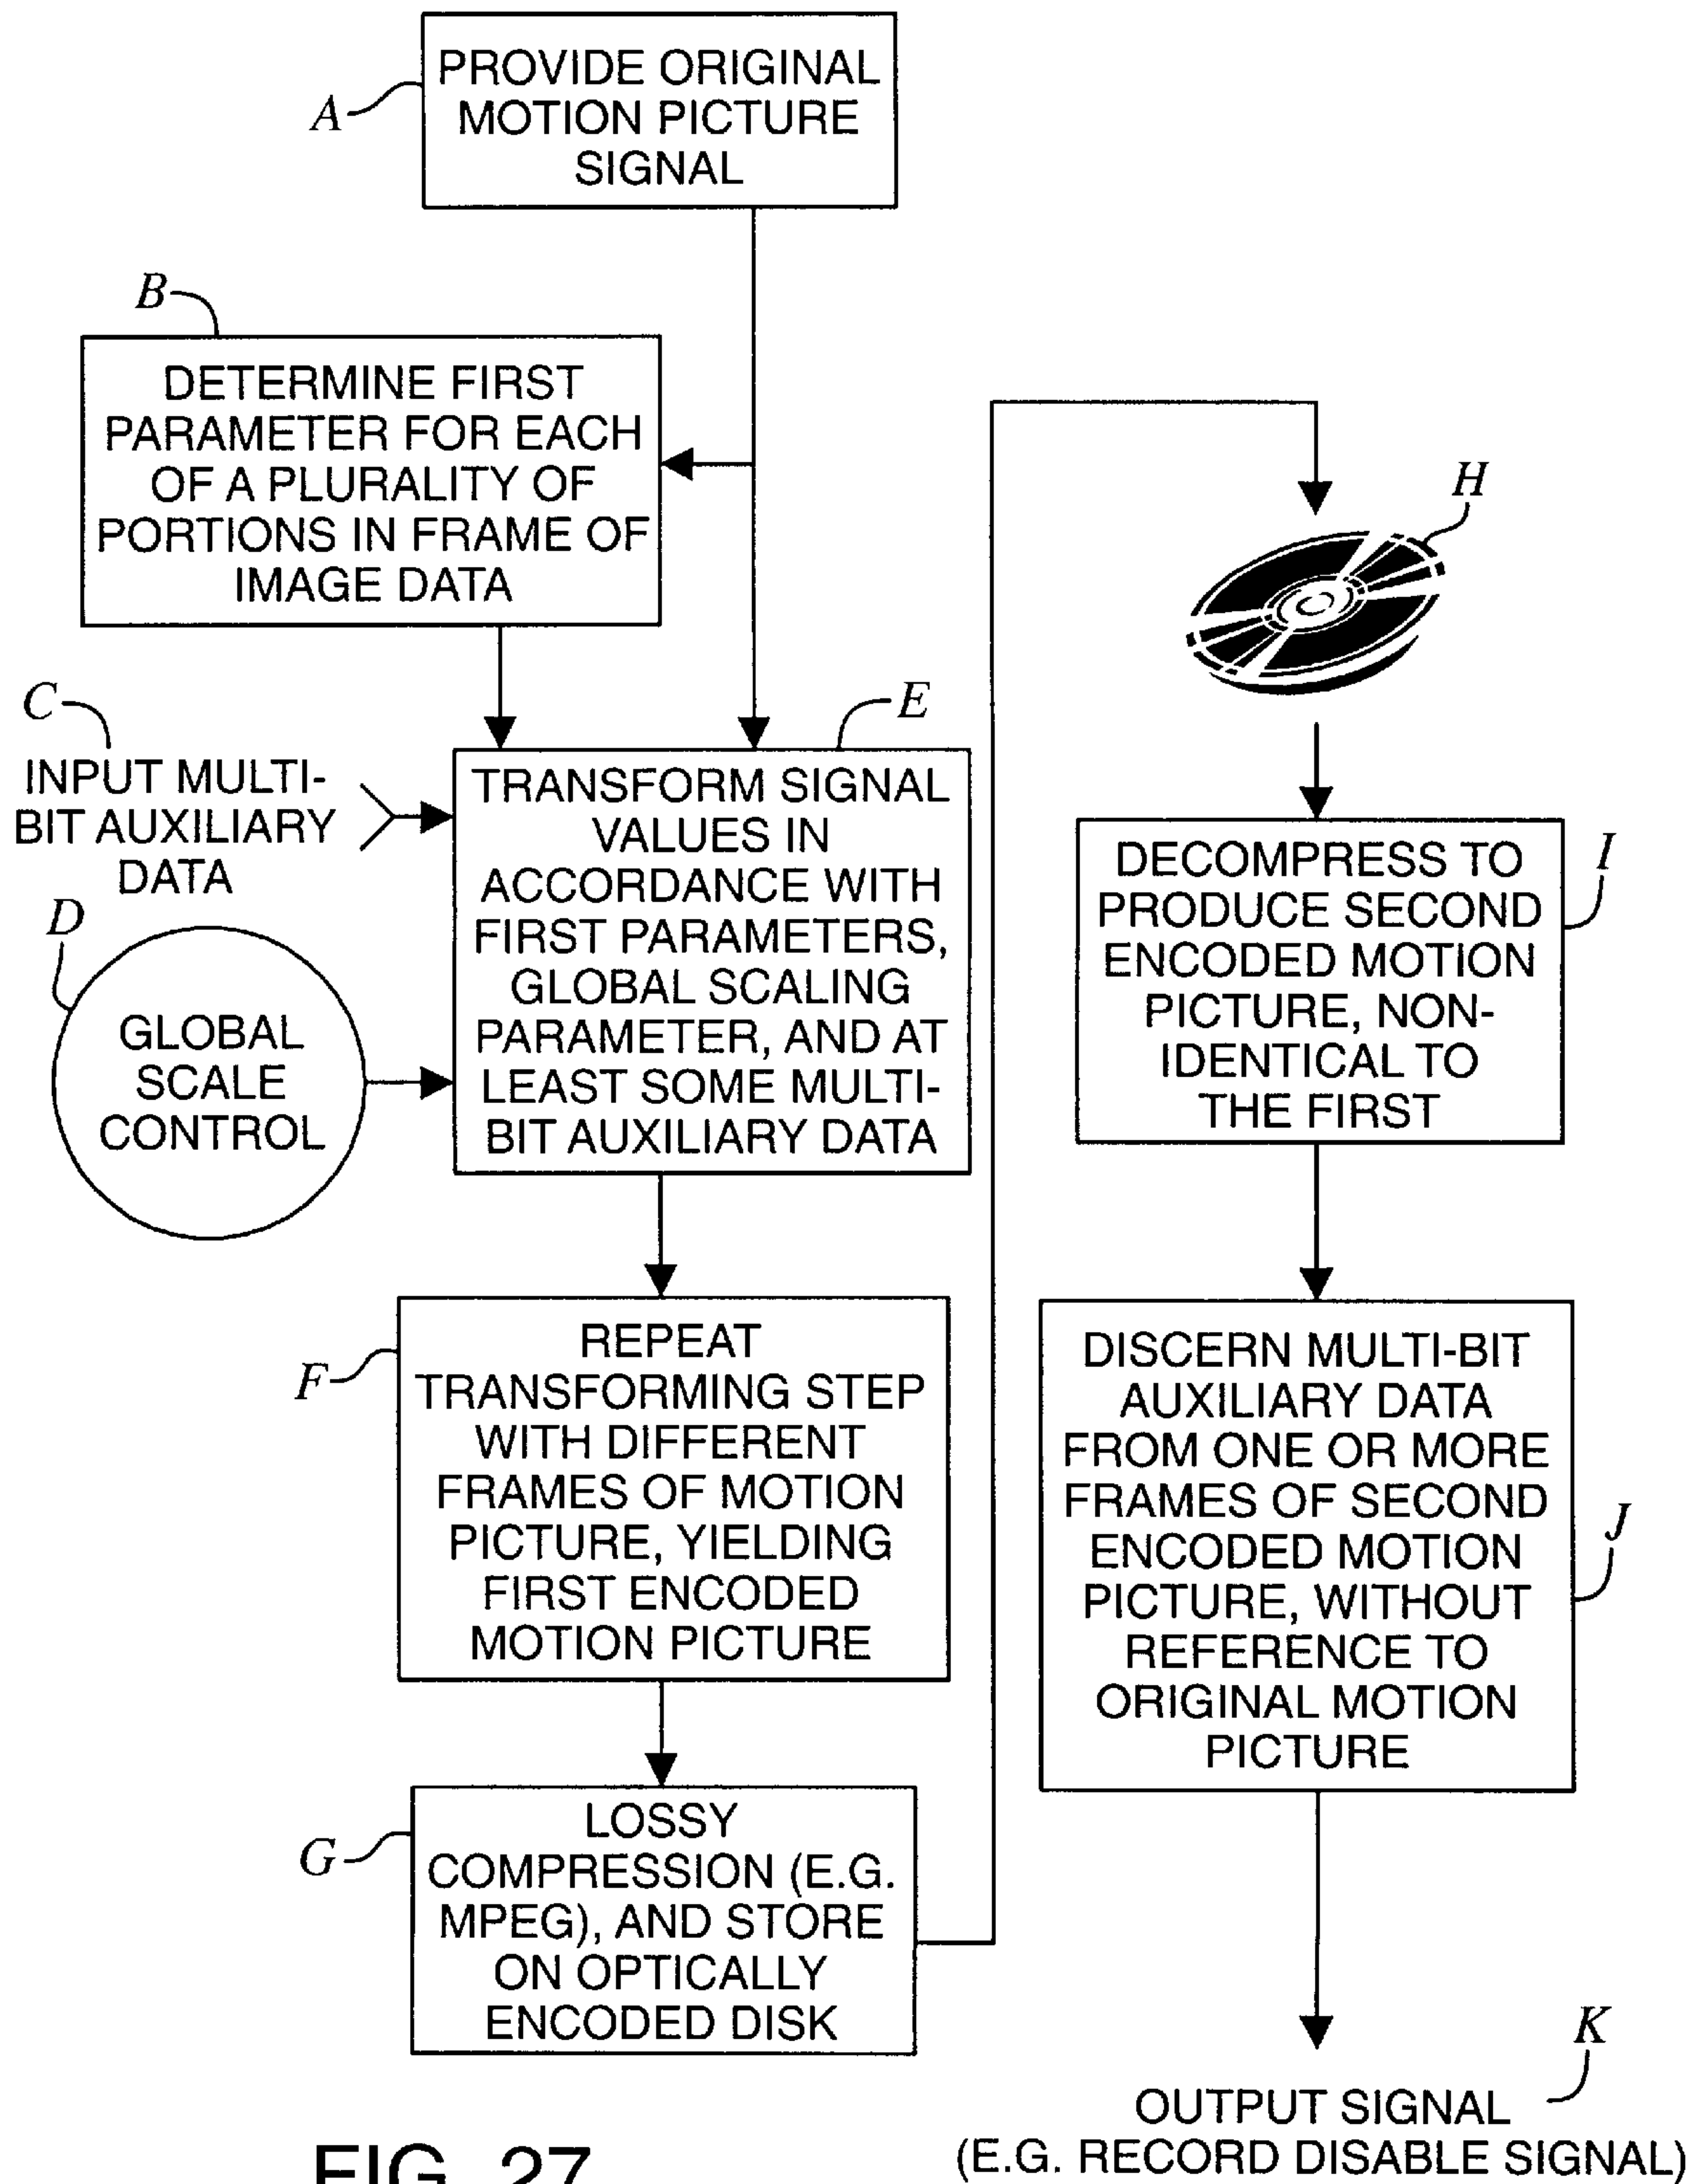 A
PROVIDE ORIGINAL
MOTION PICTURE
SIGNAL
B
DETERMINE FIRST
PARAMETER FOR EACH
OF A PLURALITY OF
PORTIONS IN FRAME OF
IMAGE DATA
C
INPUT MULTI-
BIT AUXILIARY
DATA
D
GLOBAL
SCALE
CONTROL
E
TRANSFORM SIGNAL
VALUES IN
ACCORDANCE WITH
FIRST PARAMETERS,
GLOBAL SCALING
PARAMETER, AND AT
LEAST SOME MULTI-
BIT AUXILIARY DATA
F
REPEAT
TRANSFORMING STEP
WITH DIFFERENT
FRAMES OF MOTION
PICTURE, YIELDING
FIRST ENCODED
MOTION PICTURE
G
LOSSY
COMPRESSION (E.G.
MPEG), AND STORE
ON OPTICALLY
ENCODED DISK
H
I
DECOMPRESS TO
PRODUCE SECOND
ENCODED MOTION
PICTURE, NON-
IDENTICAL TO
THE FIRST
J
DISCERN MULTI-BIT
AUXILIARY DATA
FROM ONE OR MORE
FRAMES OF SECOND
ENCODED MOTION
PICTURE, WITHOUT
REFERENCE TO
ORIGINAL MOTION
PICTURE
K
OUTPUT SIGNAL
(E.G. RECORD DISABLE SIGNAL)
FIG. 27